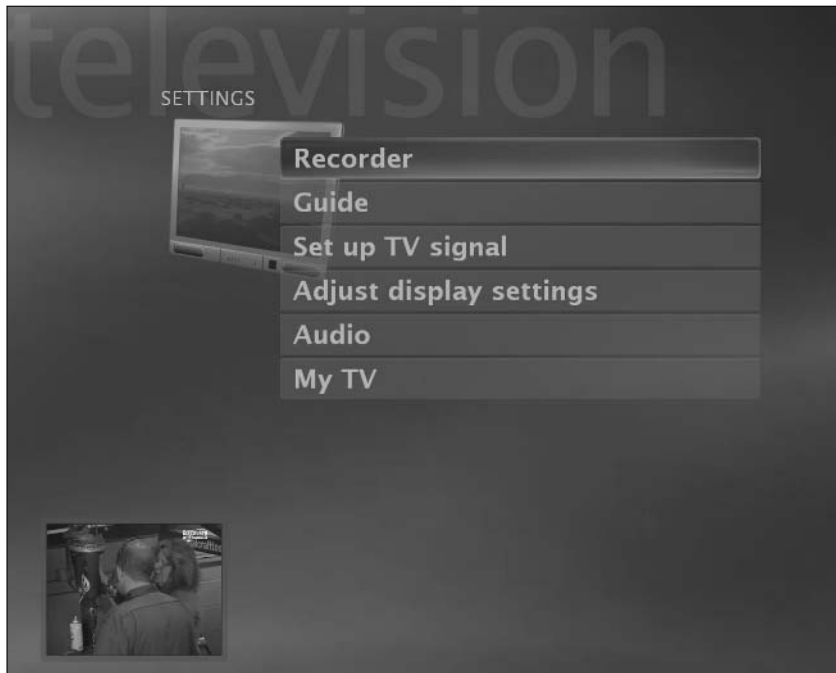 television
SETTINGS
Recorder
Guide
Set up TV signal
Adjust display settings
Audio
My TV